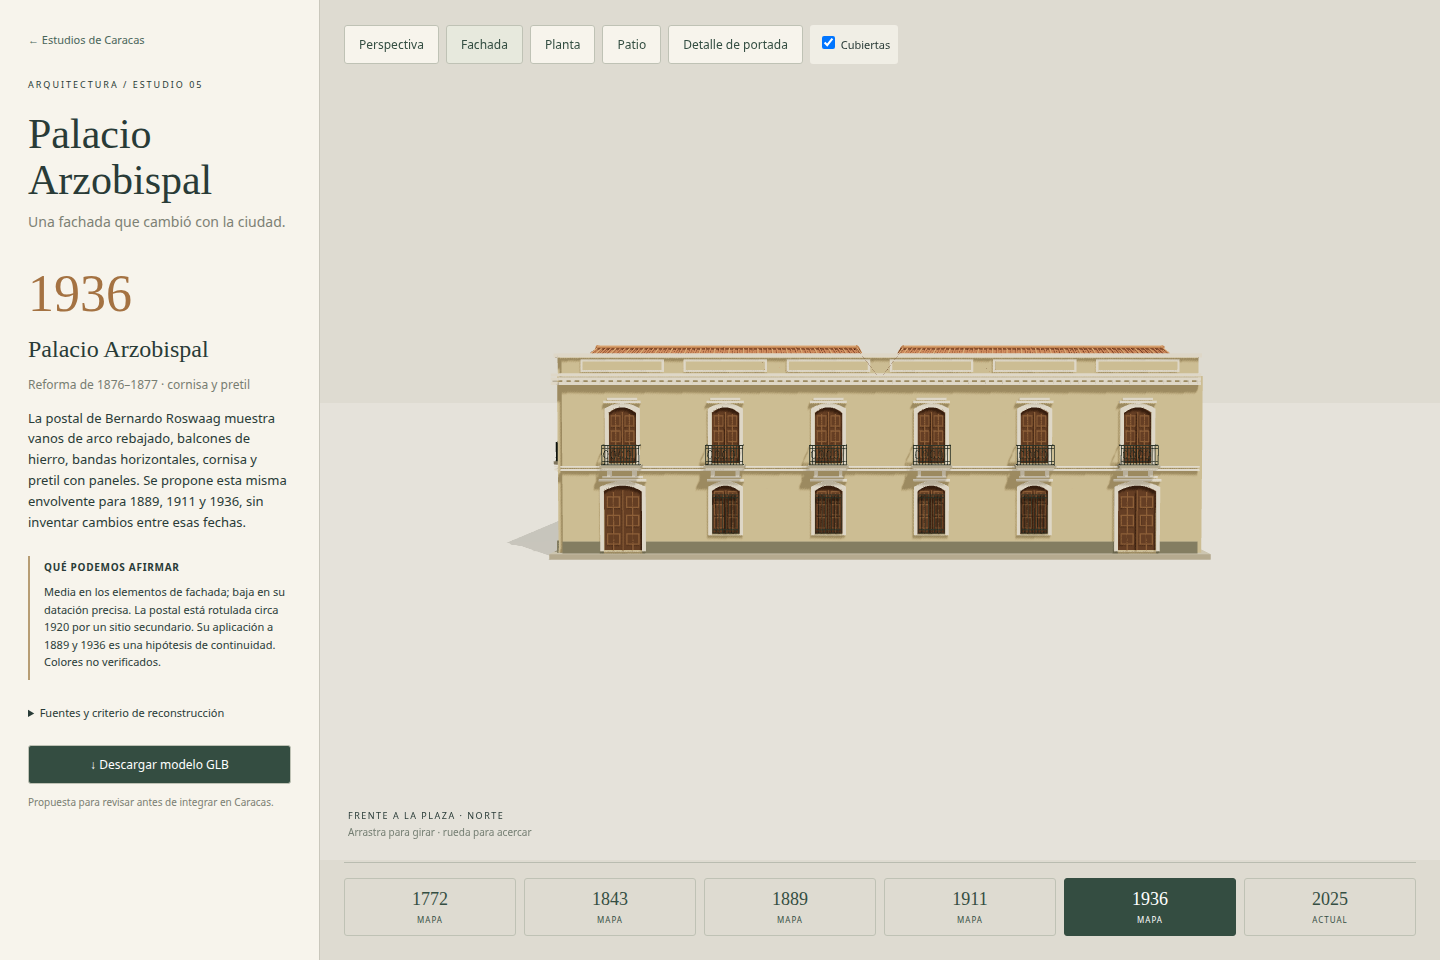 ← Estudios de Caracas
ARQUITECTURA / ESTUDIO 05
Palacio
Arzobispal
Una fachada que cambió con la ciudad.
1936
Palacio Arzobispal
Reforma de 1876–1877 · cornisa y pretil
La postal de Bernardo Roswaag muestra
vanos de arco rebajado, balcones de
hierro, bandas horizontales, cornisa y
pretil con paneles. Se propone esta misma
envolvente para 1889, 1911 y 1936, sin
inventar cambios entre esas fechas.
QUÉ PODEMOS AFIRMAR
Media en los elementos de fachada; baja en su
datación precisa. La postal está rotulada circa
1920 por un sitio secundario. Su aplicación a
1889 y 1936 es una hipótesis de continuidad.
Colores no verificados.
Fuentes y criterio de reconstrucción
↓ Descargar modelo GLB
Propuesta para revisar antes de integrar en Caracas.
Perspectiva
Fachada
Planta
Patio
Detalle de portada
Cubiertas
FRENTE A LA PLAZA · NORTE
Arrastra para girar · rueda para acercar
1772
MAPA
1843
MAPA
1889
MAPA
1911
MAPA
1936
MAPA
2025
ACTUAL